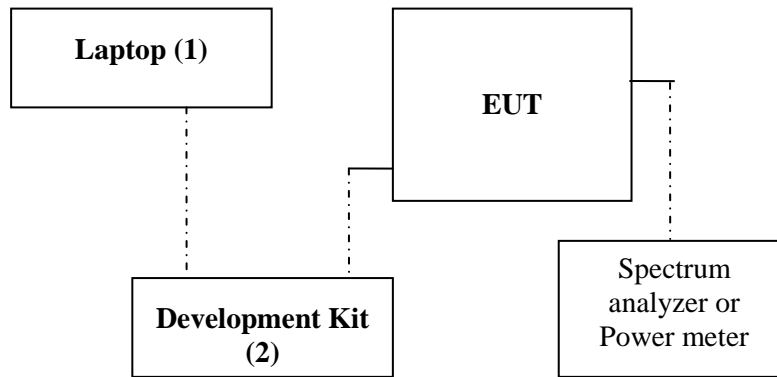 Laptop (1)
EUT
Development Kit
(2)
Spectrum
analyzer or
Power meter